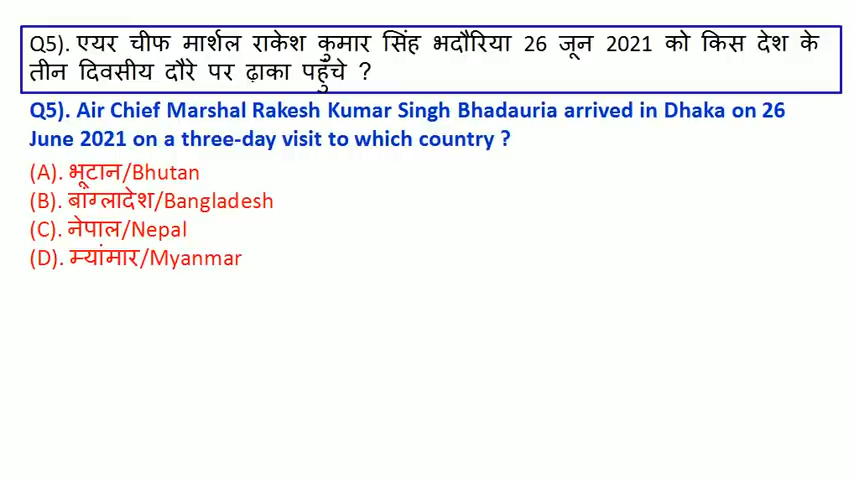 Q5). एयर चीफ मार्शल राकेश कुमार सिंह भदौरिया 26 जून 2021 को किस देश के
तीन दिवसीय दौरे पर ढ़ाका पहुँचे ?
Q5). Air Chief Marshal Rakesh Kumar Singh Bhadauria arrived in Dhaka on 26
June 2021 on a three-day visit to which country ?
(A). भूटान/Bhutan
(B). बाग्लादेश/Bangladesh
(C). नेपाल/Nepal
(D). म्यांमार/Myanmar